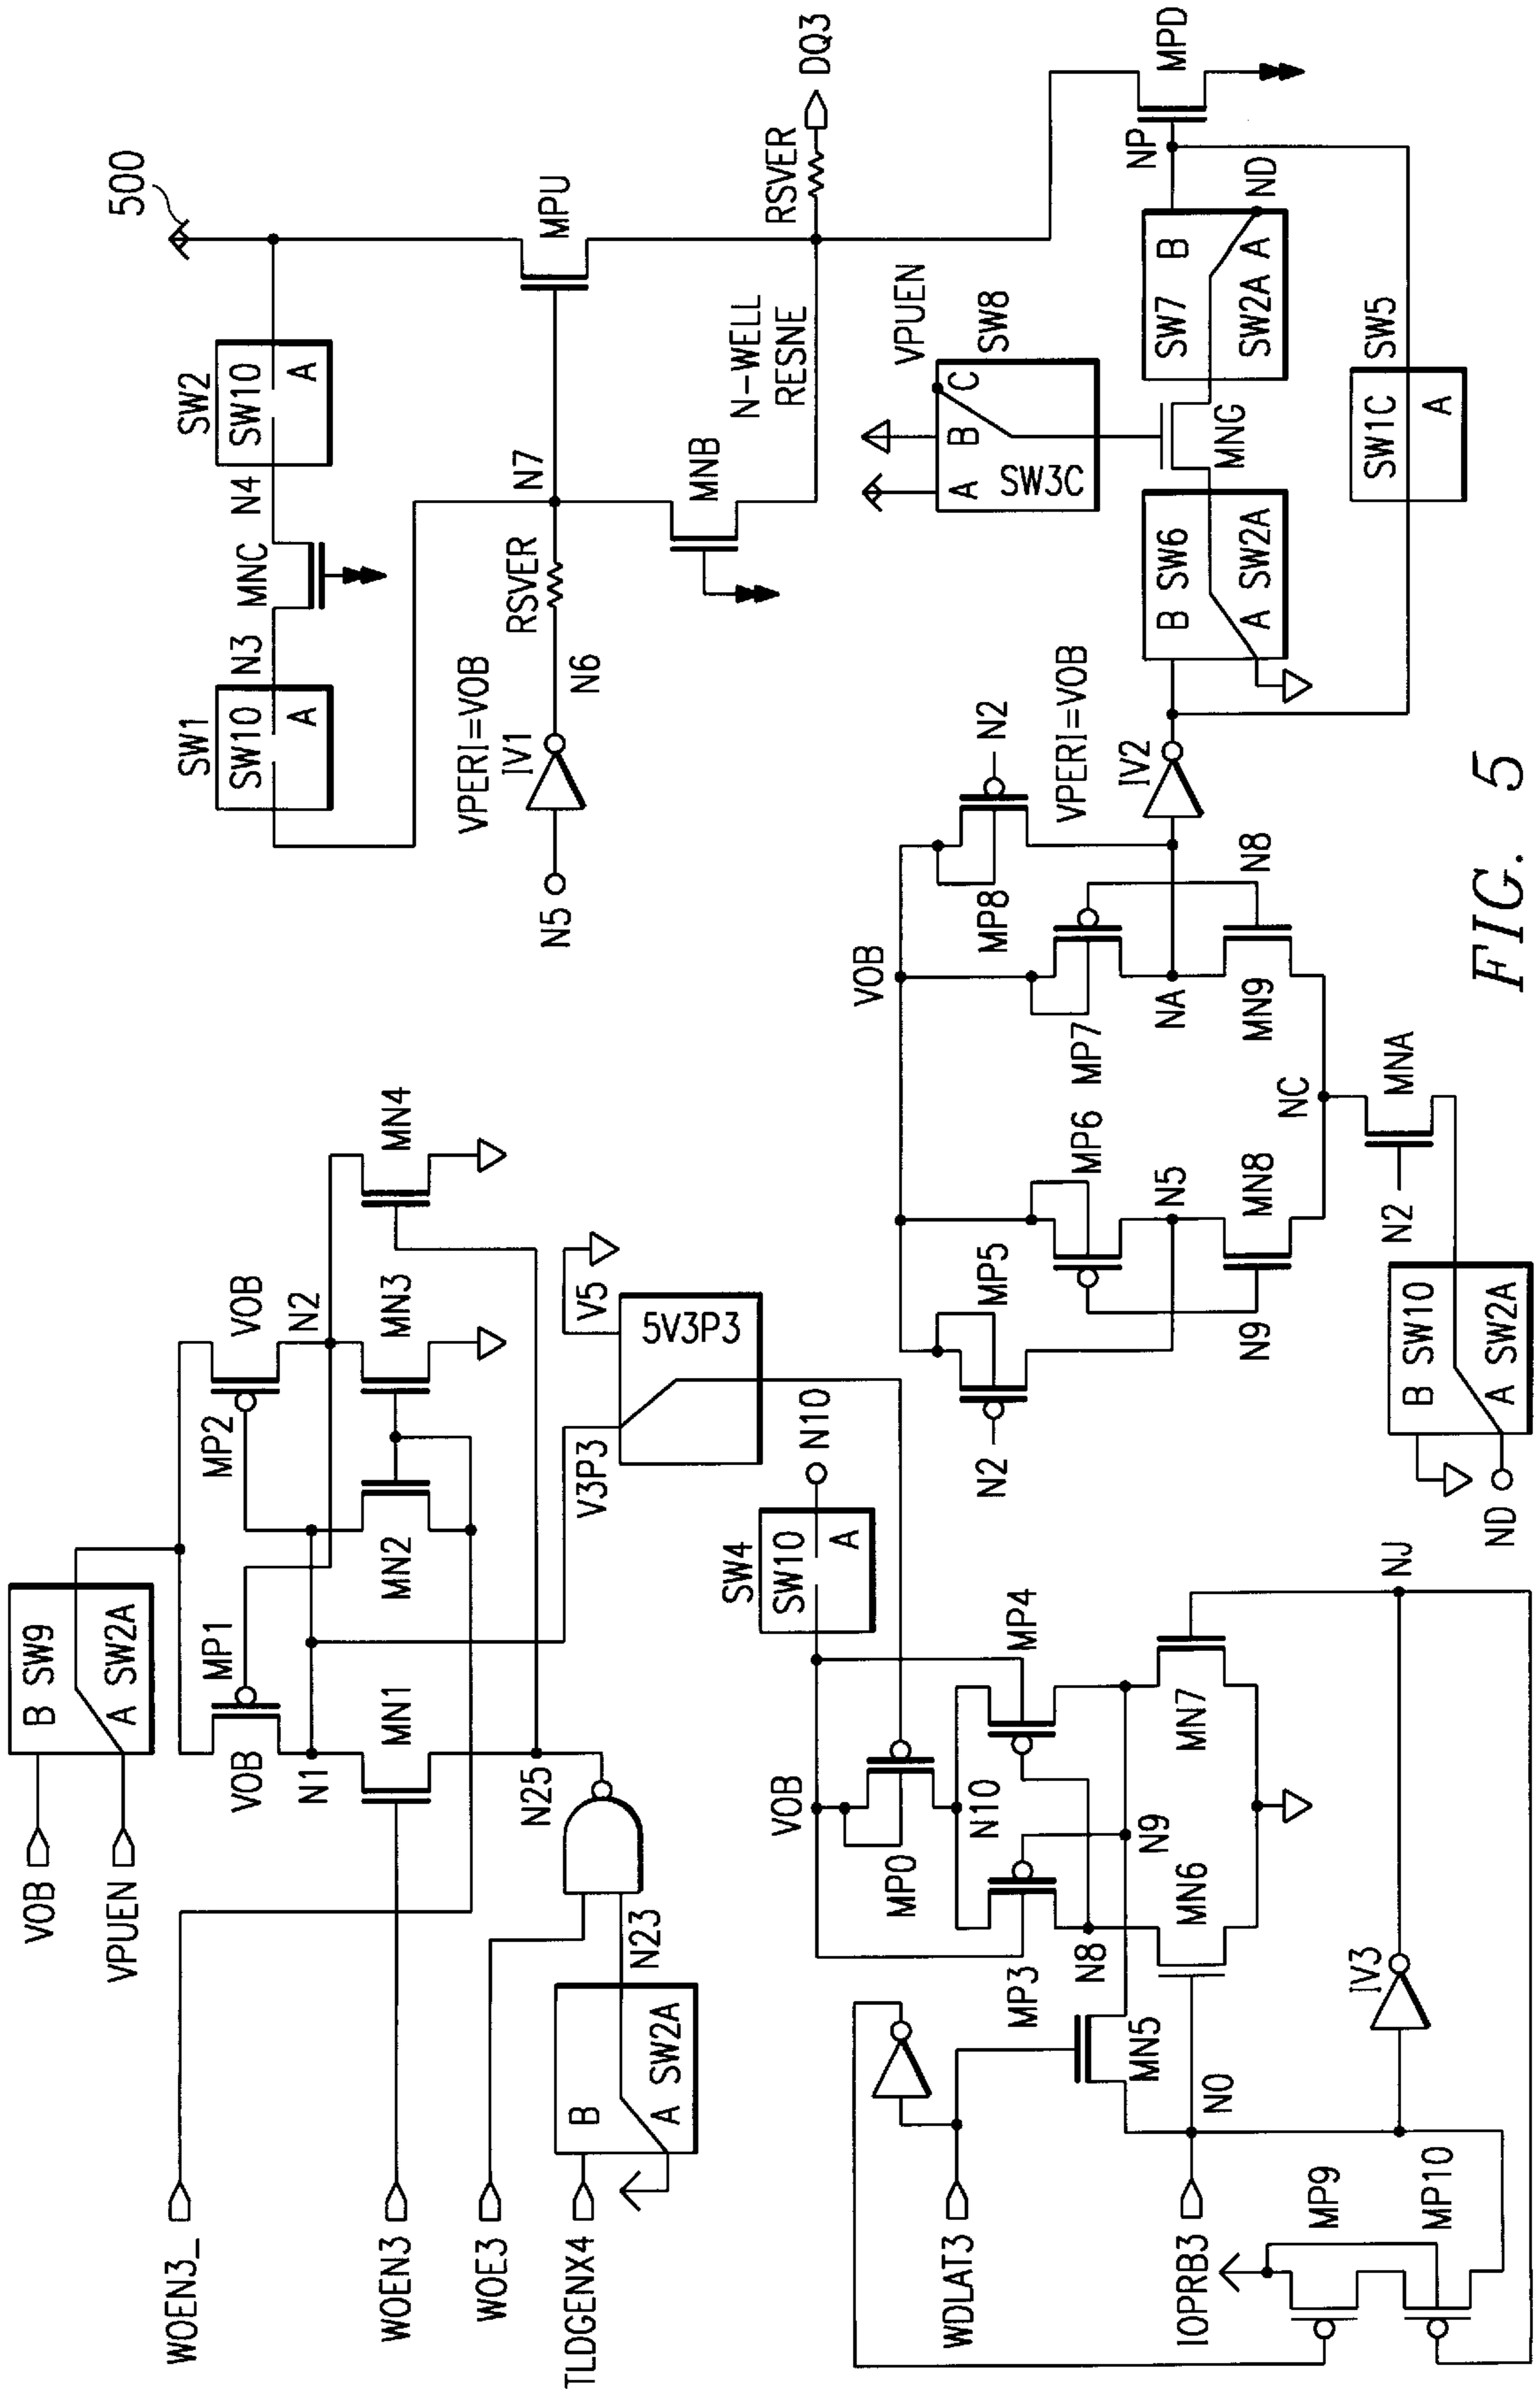 WOEN3_
WOEN3
WOE3
TLDGENX4
VOB
VPUEN
B SW9
A SW2A
MP1
VOB
N1
MN1
MP2
VOB
N2
MN2
MN3
MN4
N25
N23
B
A SW2A
V3P3
V5
5V3P3
SW1
SW10
A
N3
MNC
N4
SW2
SW10
A
500
VPERI=VOB
N5
IV1
N6
RSVER
N7
MPU
MNB
N-WELL
RESNE
RSVER
DQ3
WDLAT3
IOPRB3
MP9
MP10
NO
MN5
IV3
NJ
VOB
MP0
N10
MP3
MP4
N8
N9
MN6
MN7
SW4
SW10
A
N10
N2
MP5
MP6
N5
N9
MN8
NC
VOB
MP7
MP8
N2
NA
MN9
N8
N2
MNA
B SW10
A SW2A
ND
VPERI=VOB
IV2
B SW6
A SW2A
MNG
VPUEN
SW8
A B C
SW3C
SW7 B
SW2A A
ND
NP
MPD
SW5
SW1C
A
FIG. 5